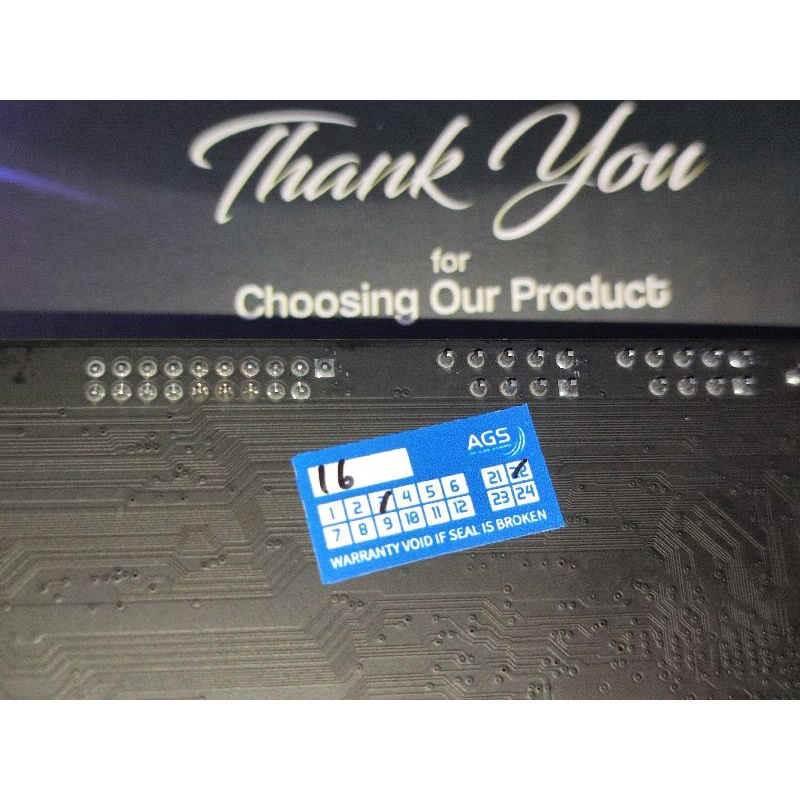 Thank You
for
Choosing Our Product
AGS
16
1 2 3 4 5 6 21 22
7 8 9 10 11 12 23 24
WARRANTY VOID IF SEAL IS BROKEN